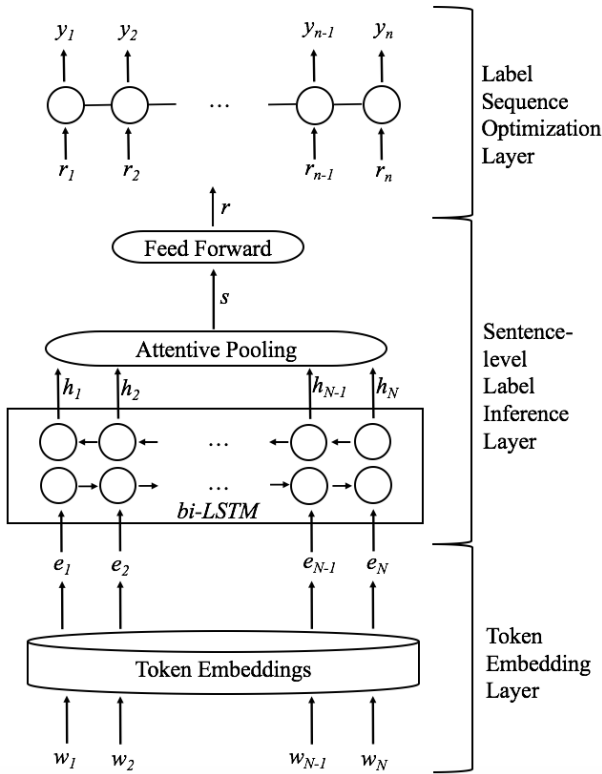 y1 y2 yn-1 yn
Label
Sequence
Optimization
Layer
...
r1 r2 rn-1 rn
r
Feed Forward
s
Sentence-
level
Label
Inference
Layer
Attentive Pooling
h1 h2 hN-1 hN
...
...
bi-LSTM
e1 e2 eN-1 eN
Token
Embedding
Layer
Token Embeddings
w1 w2 wN-1 wN